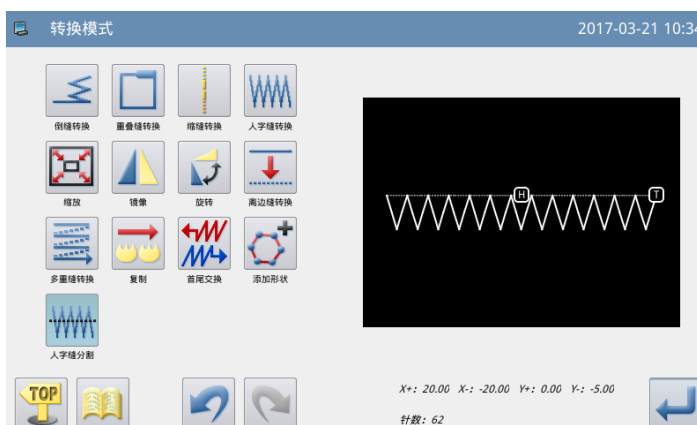 转换模式 2017-03-21 10:34
倒缝转换 重叠缝转换 缩缝转换 人字缝转换
缩放 镜像 旋转 离边缝转换
多重缝转换 复制 首尾交换 添加形状
人字缝分割
H T
TOP
X+: 20.00 X-: -20.00 Y+: 0.00 Y-: -5.00
针数: 62